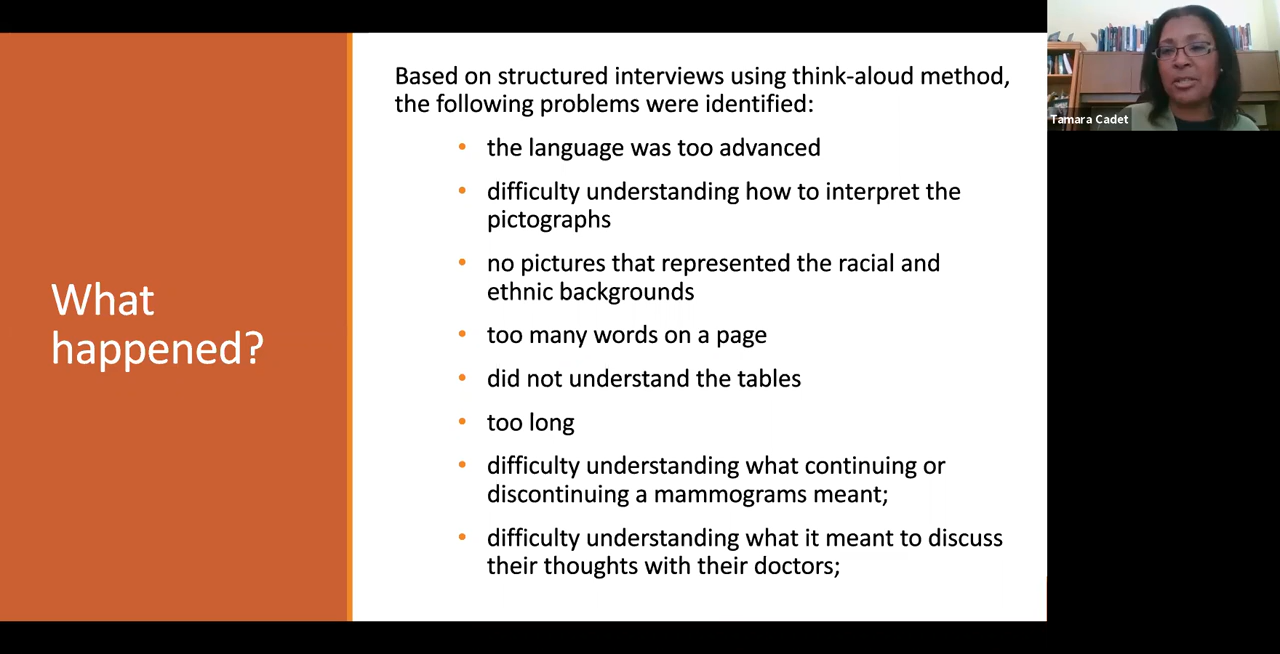 What
happened?
Based on structured interviews using think-aloud method,
the following problems were identified:
• the language was too advanced
• difficulty understanding how to interpret the
pictographs
• no pictures that represented the racial and
ethnic backgrounds
• too many words on a page
• did not understand the tables
• too long
• difficulty understanding what continuing or
discontinuing a mammograms meant;
• difficulty understanding what it meant to discuss
their thoughts with their doctors;
Tamara Cadet